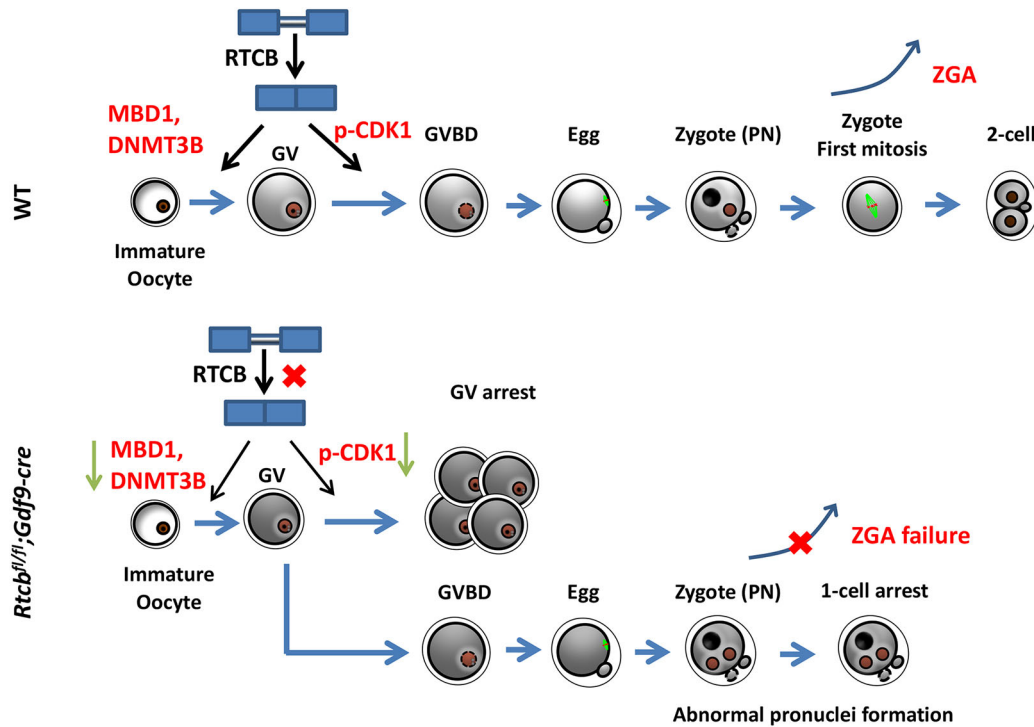 WT
RTCB
MBD1,
DNMT3B
p-CDK1
GV
GVBD
Egg
Zygote (PN)
Zygote
First mitosis
ZGA
2-cell
Immature
Oocyte
Rtcbfl/fl;Gdf9-cre
RTCB
GV arrest
MBD1,
DNMT3B
p-CDK1
GV
Immature
Oocyte
ZGA failure
GVBD
Egg
Zygote (PN)
1-cell arrest
Abnormal pronuclei formation